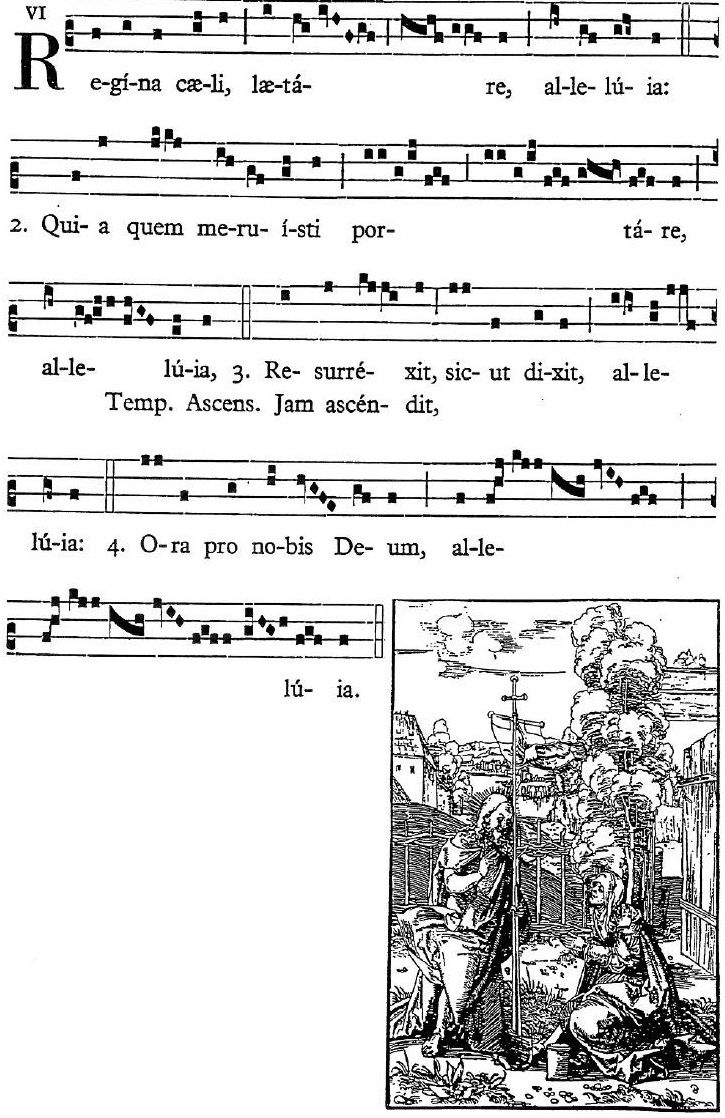 VI
Re-gí-na cæ-li, læ-tá- re, al-le- lú- ia:
2. Qui- a quem me-ru- í-sti por- tá- re,
al-le- lú-ia, 3. Re- surré- xit, sic- ut di-xit, al- le-
Temp. Ascens. Jam ascén- dit,
lú-ia: 4. O-ra pro no-bis De- um, al-le-
lú- ia.